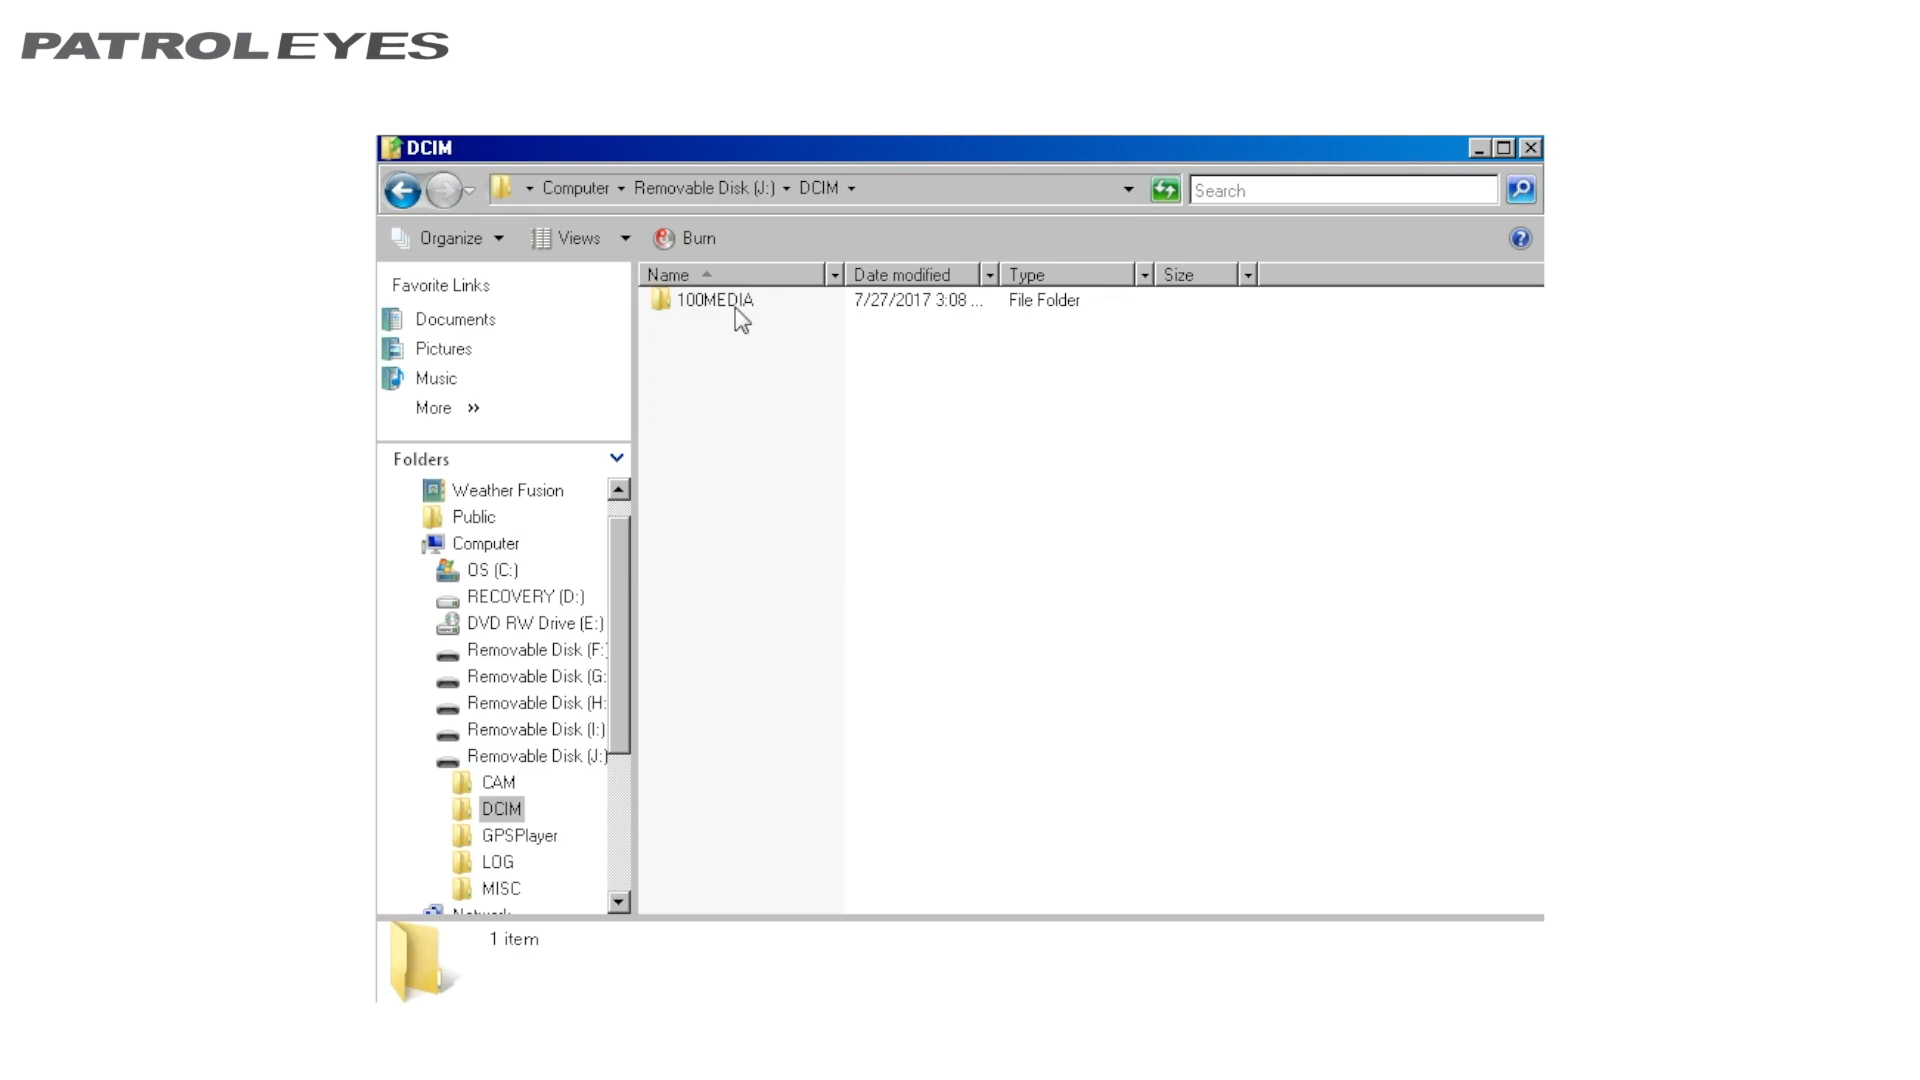 PATROLEYES
DCIM
Computer Removable Disk (J:) DCIM
Search
Organize Views Burn
Favorite Links
Documents
Pictures
Music
More »
Folders
Weather Fusion
Public
Computer
OS (C:)
RECOVERY (D:)
DVD RW Drive (E:)
Removable Disk (F:)
Removable Disk (G:
Removable Disk (H:
Removable Disk (I:)
Removable Disk (J:)
CAM
DCIM
GPSPlayer
LOG
MISC
Network
Name Date modified Type Size
100MEDIA 7/27/2017 3:08 ... File Folder
1 item